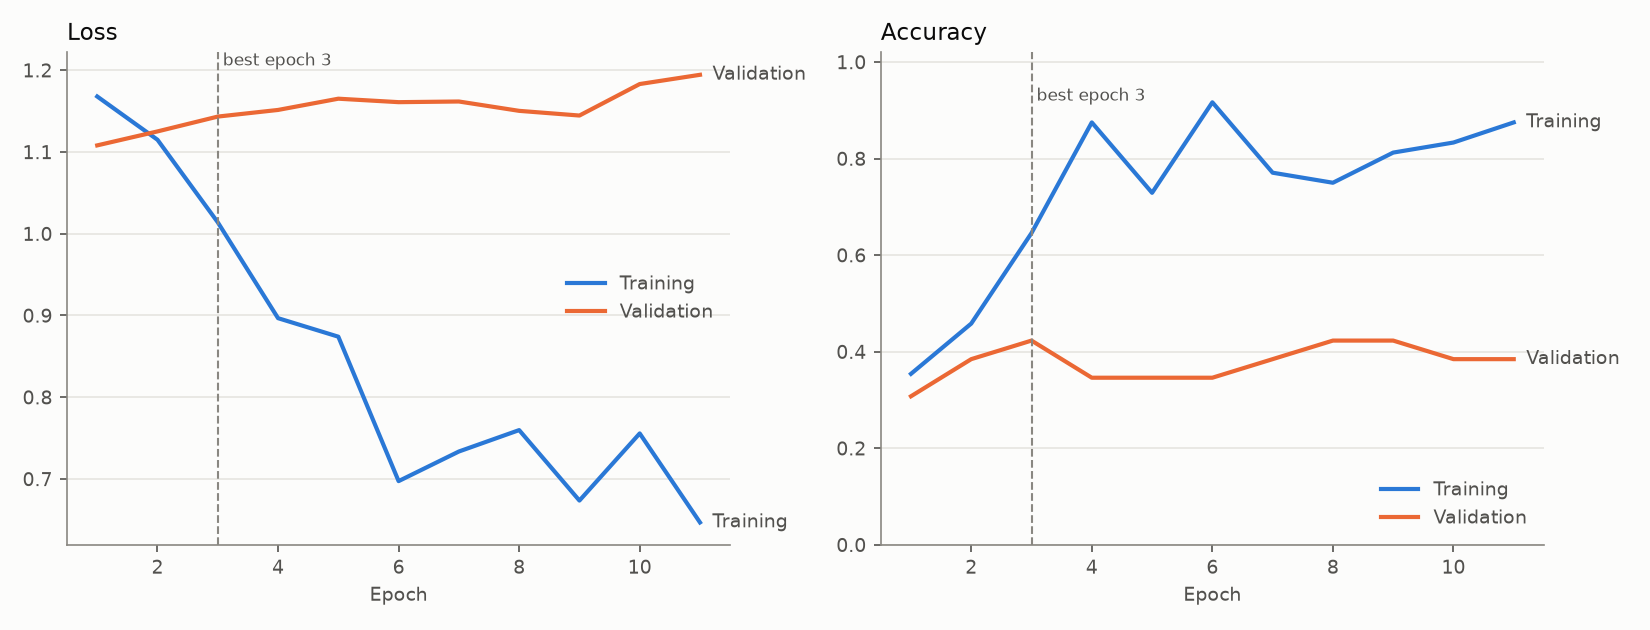 Loss
best epoch 3
1.2
1.1
1.0
0.9
0.8
0.7
Validation
Training
Validation
Training
2
4
6
8
10
Epoch
Accuracy
best epoch 3
1.0
0.8
0.6
0.4
0.2
0.0
Training
Validation
Training
Validation
2
4
6
8
10
Epoch